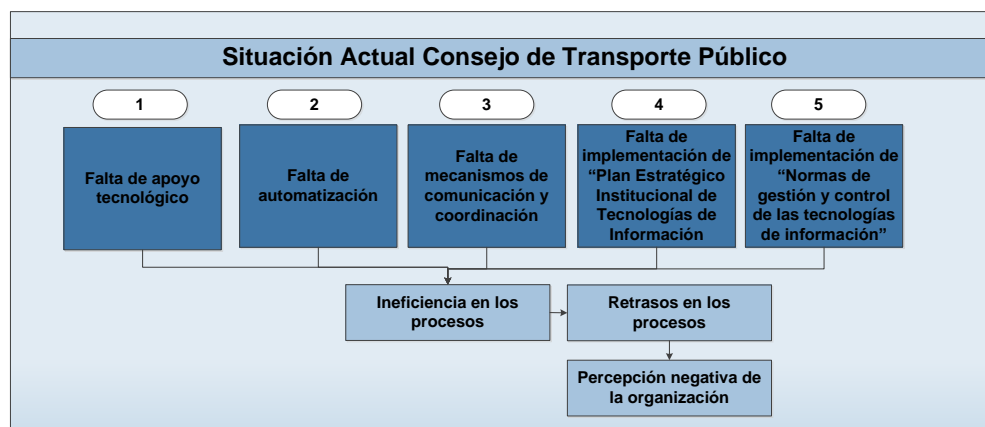 Situación Actual Consejo de Transporte Público
1
2
3
4
5
Falta de apoyo
tecnológico
Falta de
automatización
Falta de
mecanismos de
comunicación y
coordinación
Falta de
implementación de
“Plan Estratégico
Institucional de
Tecnologías de
Información
Falta de
implementación de
“Normas de
gestión y control
de las tecnologías
de información”
Ineficiencia en los
procesos
Retrasos en los
procesos
Percepción negativa de
la organización